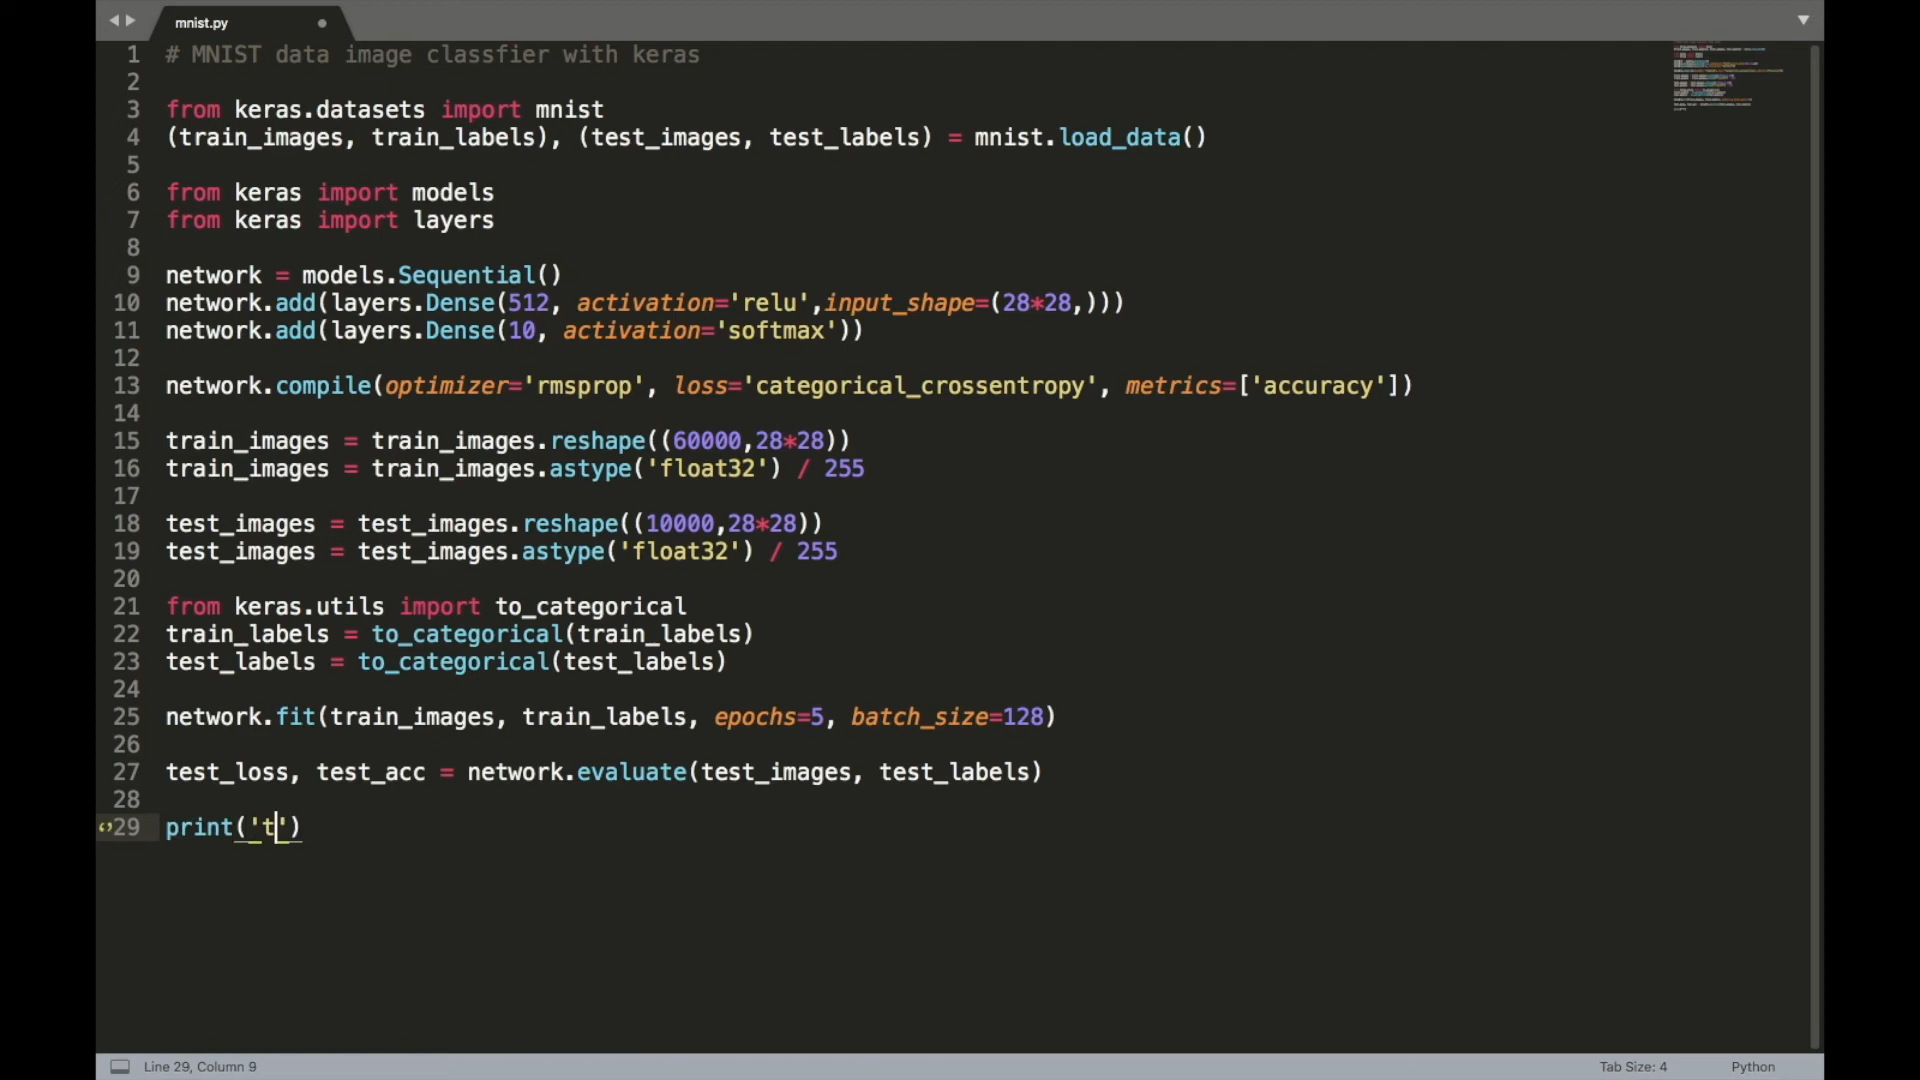 mnist.py
1 # MNIST data image classfier with keras
2
3 from keras.datasets import mnist
4 (train_images, train_labels), (test_images, test_labels) = mnist.load_data()
5
6 from keras import models
7 from keras import layers
8
9 network = models.Sequential()
10 network.add(layers.Dense(512, activation='relu',input_shape=(28*28,)))
11 network.add(layers.Dense(10, activation='softmax'))
12
13 network.compile(optimizer='rmsprop', loss='categorical_crossentropy', metrics=['accuracy'])
14
15 train_images = train_images.reshape((60000,28*28))
16 train_images = train_images.astype('float32') / 255
17
18 test_images = test_images.reshape((10000,28*28))
19 test_images = test_images.astype('float32') / 255
20
21 from keras.utils import to_categorical
22 train_labels = to_categorical(train_labels)
23 test_labels = to_categorical(test_labels)
24
25 network.fit(train_images, train_labels, epochs=5, batch_size=128)
26
27 test_loss, test_acc = network.evaluate(test_images, test_labels)
28
29 print('t')
Line 29, Column 9 Tab Size: 4 Python